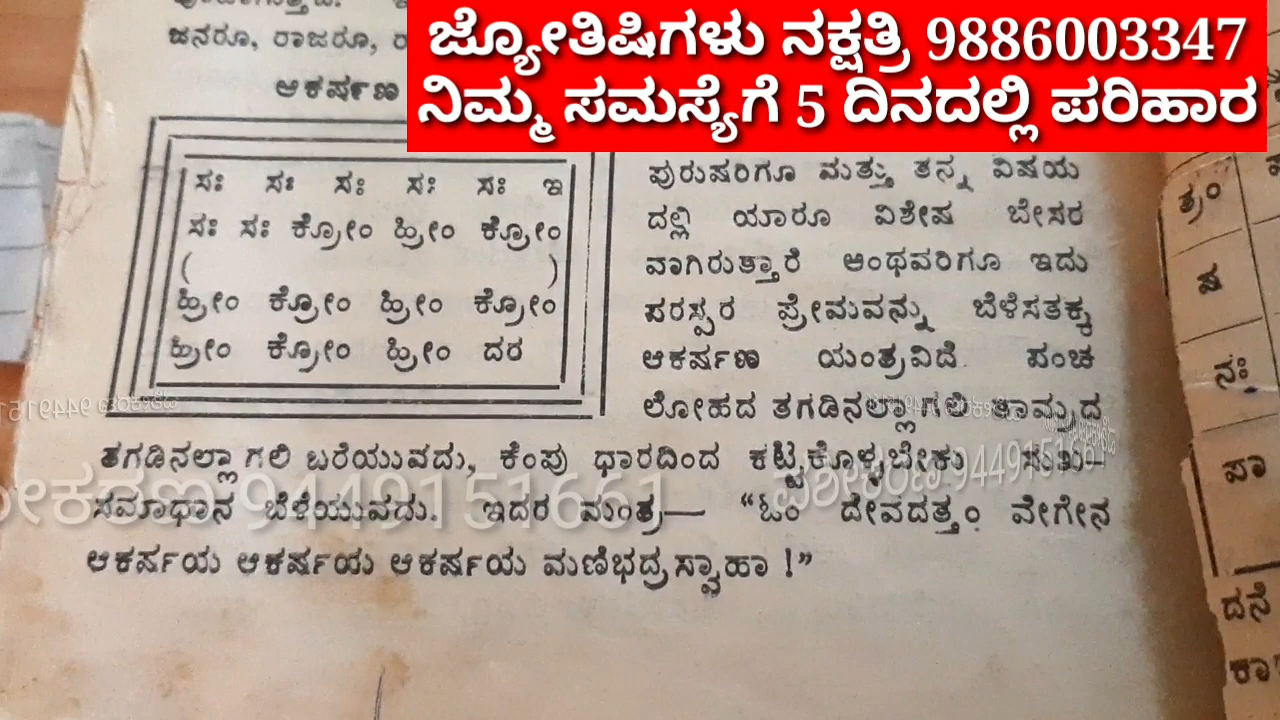 ಜ್ಯೋತಿಷಿಗಳು ನಕ್ಷತ್ರಿ 9886003347
ನಿಮ್ಮ ಸಮಸ್ಯೆಗೆ 5 ದಿನದಲ್ಲಿ ಪರಿಹಾರ
ಜನರೂ, ರಾಜರೂ,
ಆಕರ್ಷಣ
ಸಃ ಸಃ ಸಃ ಸಃ ಸಃ ಇ
ಸಃ ಸಃ ಕ್ರೋಂ ಹ್ರೀಂ ಕ್ರೋಂ
( )
ಹ್ರೀಂ ಕ್ರೋಂ ಹ್ರೀಂ ಕ್ರೋಂ
ಹ್ರೀಂ ಕ್ರೋಂ ಹ್ರೀಂ ದರ
ಪುರುಷರಿಗೂ ಮತ್ತು ತನ್ನ ವಿಷಯ
ದಲ್ಲಿ ಯಾರೂ ವಿಶೇಷ ಬೇಸರ
ವಾಗಿರುತ್ತಾರೆ ಅಂಥವರಿಗೂ ಇದು
ಪರಸ್ಪರ ಪ್ರೇಮವನ್ನು ಬೆಳೆಸತಕ್ಕ
ಆಕರ್ಷಣ ಯಂತ್ರವಿದೆ. ಪಂಚ
ಲೋಹದ ತಗಡಿನಲ್ಲಾಗಲಿ ತಾಮ್ರದ
ತಗಡಿನಲ್ಲಾಗಲಿ ಬರೆಯುವದು, ಕೆಂಪು ಧಾರದಿಂದ ಕಟ್ಟಿಕೊಳ್ಳಬೇಕು ಸುಖ-
ಸಮಾಧಾನ ಬೆಳೆಯುವದು. ಇದರ ಮಂತ್ರ— “ಓಂ ದೇವದತ್ತಂ ವೇಗೇನ
ಆಕರ್ಷಯ ಆಕರ್ಷಯ ಆಕರ್ಷಯ ಮಣಿಭದ್ರಸ್ವಾಹಾ !”
9449151661
ತ್ರಂ
ಷ
ನಃ
ಪಾ